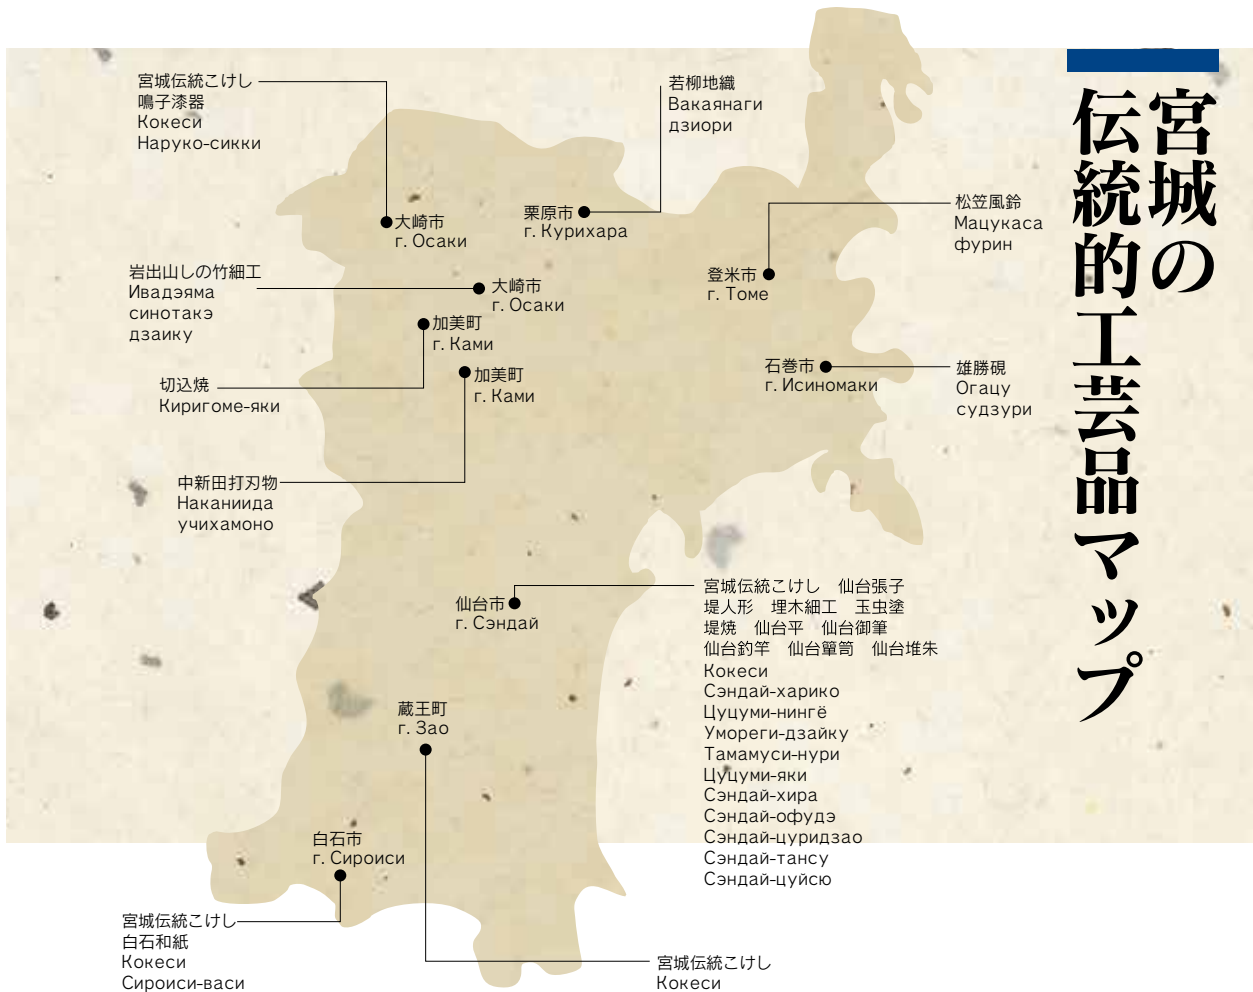 宮城の
伝統的工芸品マップ
宮城伝統こけし
鳴子漆器
Кокеси
Наруко-сикки
大崎市
г. Осаки
若柳地織
Вакаянаги
дзиори
栗原市
г. Курихара
松笠風鈴
Мацукаса
фурин
登米市
г. Томе
岩出山しの竹細工
Ивадэяма
синотакэ
дзаику
大崎市
г. Осаки
加美町
г. Ками
切込焼
Киригоме-яки
加美町
г. Ками
中新田打刃物
Наканиида
учихамоно
石巻市
г. Исиномаки
雄勝硯
Огацу
судзури
仙台市
г. Сэндай
宮城伝統こけし　仙台張子
堤人形　埋木細工　玉虫塗
堤焼　仙台平　仙台御筆
仙台釣竿　仙台簞笥　仙台堆朱
Кокеси
Сэндай-харико
Цуцуми-нингё
Умореги-дзайку
Тамамуси-нури
Цуцуми-яки
Сэндай-хира
Сэндай-офудэ
Сэндай-цуридзао
Сэндай-тансу
Сэндай-цуйсю
蔵王町
г. Зао
宮城伝統こけし
Кокеси
白石市
г. Сироиси
宮城伝統こけし
白石和紙
Кокеси
Сироиси-васи